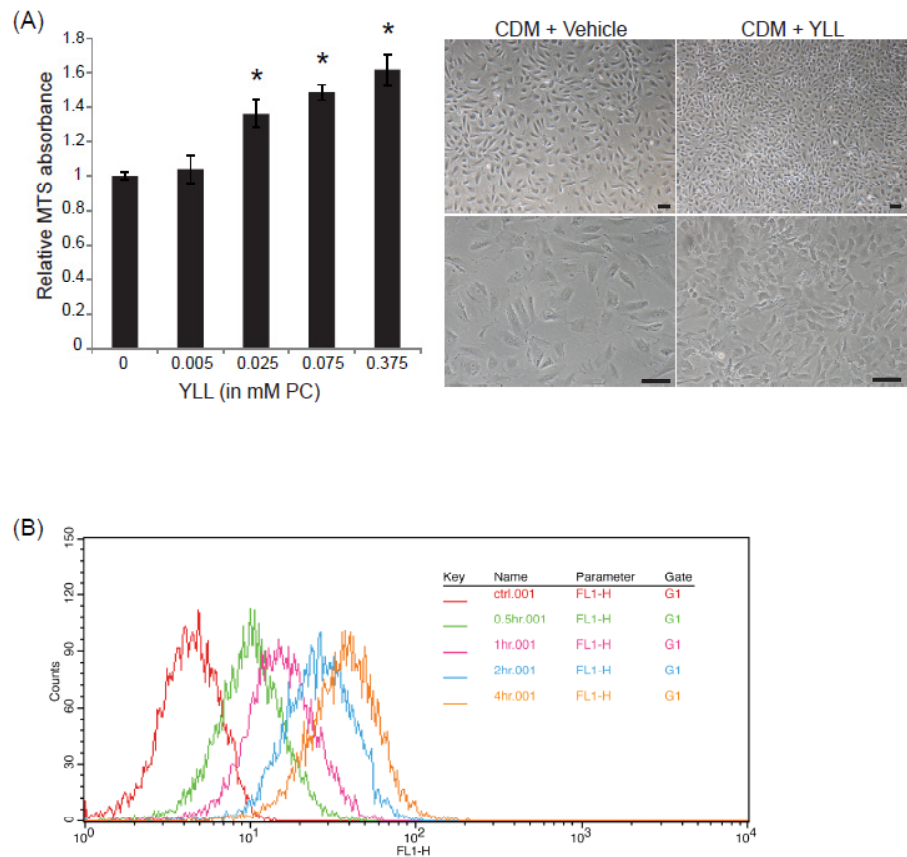 (A)
CDM + Vehicle CDM + YLL
1.8
1.6
1.4
1.2
1
1.8
1.6
0.4
0.2
0
Relative MTS absorbance
* * *
0 0.005 0.025 0.075 0.375
YLL (in mM PC)
(B)
150
120
90
60
30
0
Counts
Key Name Parameter Gate
ctrl.001 FL1-H G1
0.5hr.001 FL1-H G1
1hr.001 FL1-H G1
2hr.001 FL1-H G1
4hr.001 FL1-H G1
10⁰ 10¹ 10² 10³ 10⁴
FL1-H